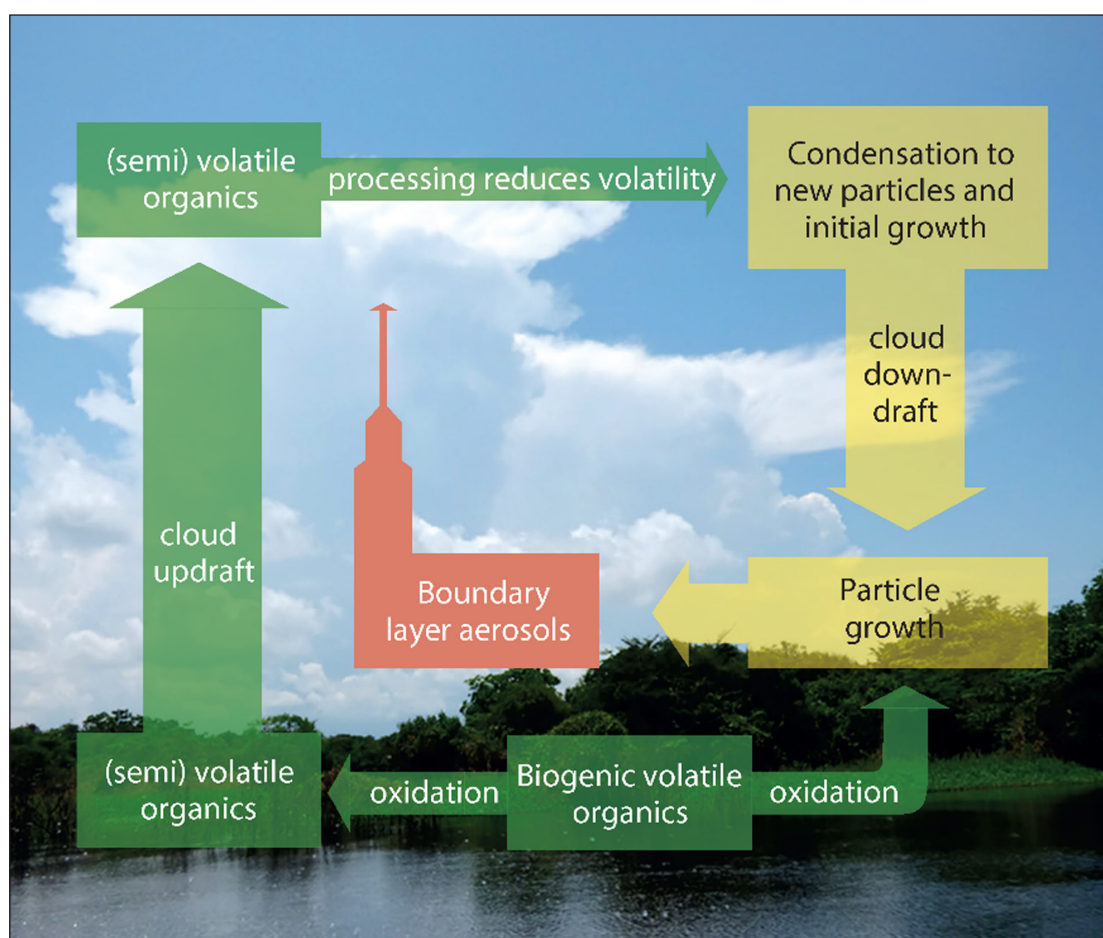 (semi) volatile
organics
processing reduces volatility
Condensation to
new particles and
initial growth
cloud
down-
draft
cloud
updraft
Boundary
layer aerosols
Particle
growth
(semi) volatile
organics
oxidation
Biogenic volatile
organics
oxidation